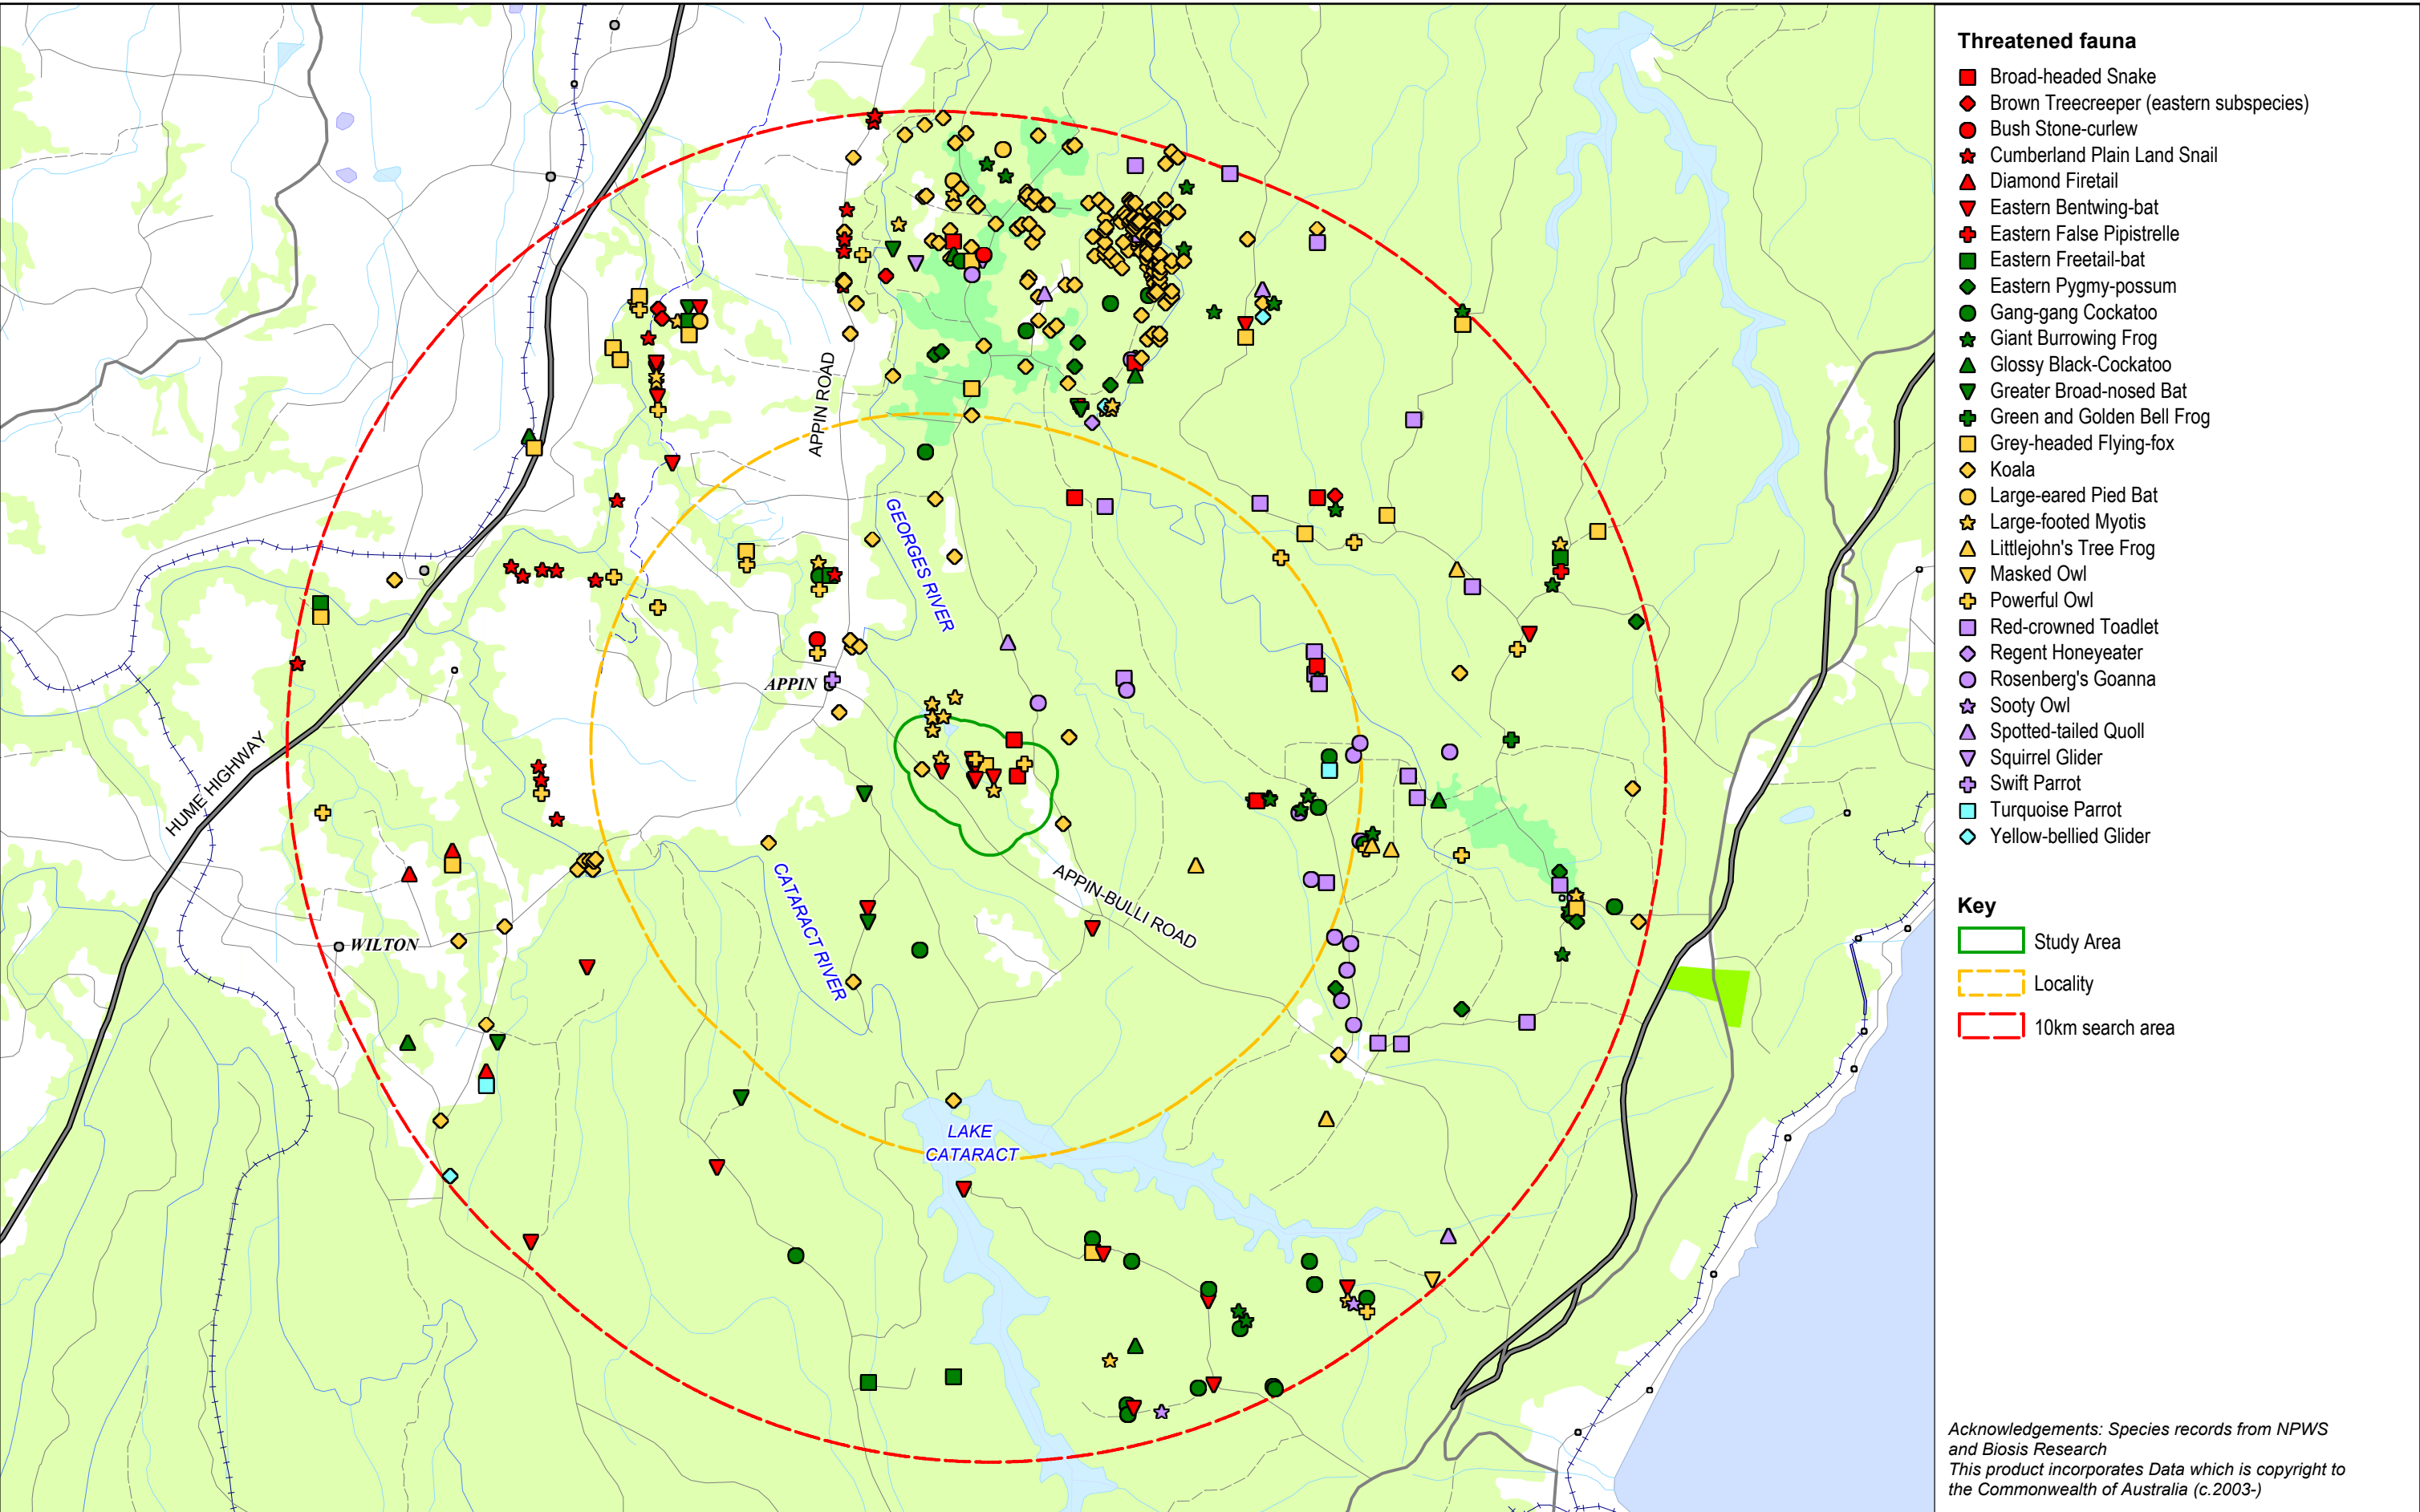 APPIN ROAD
GEORGES RIVER
APPIN
HUME HIGHWAY
CATARACT RIVER
APPIN-BULLI ROAD
WILTON
LAKE
CATARACT
Threatened fauna
Broad-headed Snake
Brown Treecreeper (eastern subspecies)
Bush Stone-curlew
Cumberland Plain Land Snail
Diamond Firetail
Eastern Bentwing-bat
Eastern False Pipistrelle
Eastern Freetail-bat
Eastern Pygmy-possum
Gang-gang Cockatoo
Giant Burrowing Frog
Glossy Black-Cockatoo
Greater Broad-nosed Bat
Green and Golden Bell Frog
Grey-headed Flying-fox
Koala
Large-eared Pied Bat
Large-footed Myotis
Littlejohn's Tree Frog
Masked Owl
Powerful Owl
Red-crowned Toadlet
Regent Honeyeater
Rosenberg's Goanna
Sooty Owl
Spotted-tailed Quoll
Squirrel Glider
Swift Parrot
Turquoise Parrot
Yellow-bellied Glider
Key
Study Area
Locality
10km search area
Acknowledgements: Species records from NPWS
and Biosis Research
This product incorporates Data which is copyright to
the Commonwealth of Australia (c.2003-)